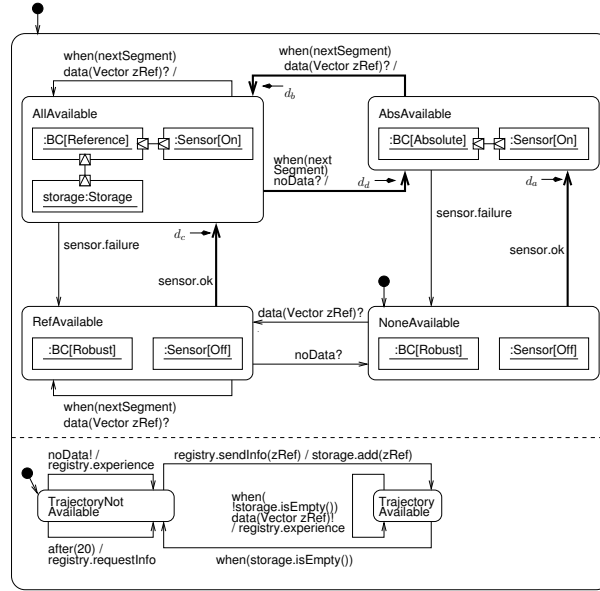 when(nextSegment)
data(Vector zRef)? /
when(nextSegment)
data(Vector zRef)? /
d_b
AllAvailable
:BC[Reference]
:Sensor[On]
storage:Storage
AbsAvailable
:BC[Absolute]
:Sensor[On]
when(next
Segment)
noData? /
d_d
d_a
d_c
sensor.failure
sensor.ok
sensor.failure
sensor.ok
RefAvailable
:BC[Robust]
:Sensor[Off]
data(Vector zRef)?
noData?
NoneAvailable
:BC[Robust]
:Sensor[Off]
when(nextSegment)
data(Vector zRef)?
noData! /
registry.experience
registry.sendInfo(zRef) / storage.add(zRef)
TrajectoryNot
Available
when(
!storage.isEmpty())
data(Vector zRef)!
/ registry.experience
Trajectory
Available
after(20) /
registry.requestInfo
when(storage.isEmpty())